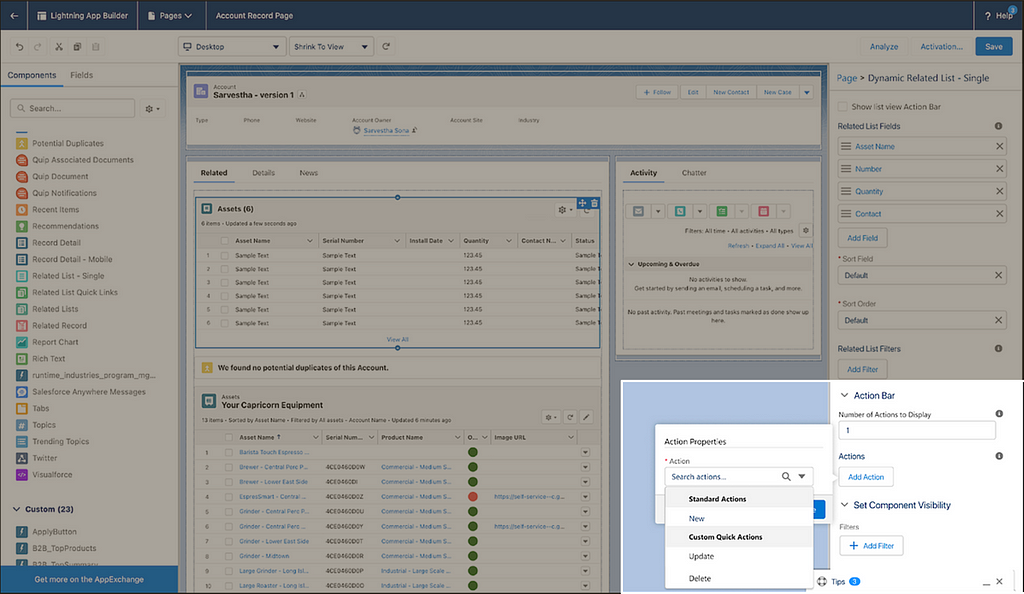 Lightning App Builder
Pages
Account Record Page
? Help
3
Desktop
Shrink To View
Analyze
Activation...
Save
Components
Fields
Search...
Potential Duplicates
Quip Associated Documents
Quip Document
Quip Notifications
Recent Items
Recommendations
Record Detail
Record Detail - Mobile
Related List - Single
Related List Quick Links
Related Lists
Related Record
Report Chart
Rich Text
runtime_industries_program_mg...
Salesforce Anywhere Messages
Tabs
Topics
Trending Topics
Twitter
Visualforce
Custom (23)
ApplyButton
B2B_TopProducts
B2B_TopSummary
Get more on the AppExchange
Account
Sarvestha - version 1
+ Follow
Edit
New Contact
New Case
Type Phone Website Account Owner Account Site Industry
Sarvestha Sona
Related Details News
Assets (6)
6 items • Updated a few seconds ago
Asset Name Serial Number Install Date Quantity Contact N... Status
1 Sample Text Sample Text 123.45 Sample
2 Sample Text Sample Text 123.45 Sample
3 Sample Text Sample Text 123.45 Sample
4 Sample Text Sample Text 123.45 Sample
5 Sample Text Sample Text 123.45 Sample
6 Sample Text Sample Text 123.45 Sample
View All
We found no potential duplicates of this Account.
Assets
Your Capricorn Equipment
13 items • Sorted by Asset Name • Filtered by All assets - Account Name • Updated 6 minutes ago
Asset Name ↑ Serial Num... Product Name O... Image URL
1 Barista Touch Espresso ...
2 Brewer - Central Perc P... 4CE0460D0W Commercial - Medium S...
3 Brewer - Lower East Side Commercial - Medium S...
4 EspresSmart - Central ... Commercial - Medium S... https://self-service--c.g...
5 Grinder - Central Perc P... Commercial - Medium S...
6 Grinder - Central Perc ... Commercial - Medium S... https://self-service--c.g...
7 Grinder - Lower East Side 4CE0460D0T Commercial - Medium S...
8 Grinder - Midtown Commercial - Medium S...
9 Large Grinder - Long Isl... Industrial - Large Scale ...
10 Large Roaster - Long Isl... Industrial - Large Scale ...
Activity Chatter
Filters: All time • All activities • All types
Refresh • Expand All • View All
Upcoming & Overdue
No activities to show.
Get started by sending an email, scheduling a task, and more.
No past activity. Past meetings and tasks marked as done show up
here.
Page > Dynamic Related List - Single
Show list view Action Bar
Related List Fields
Asset Name
Number
Quantity
Contact
Add Field
* Sort Field
Default
* Sort Order
Default
Related List Filters
Add Filter
Action Properties
* Action
Search actions...
Standard Actions
New
Custom Quick Actions
Update
Delete
Action Bar
Number of Actions to Display
1
Actions
Add Action
Set Component Visibility
Filters
+ Add Filter
Tips 3